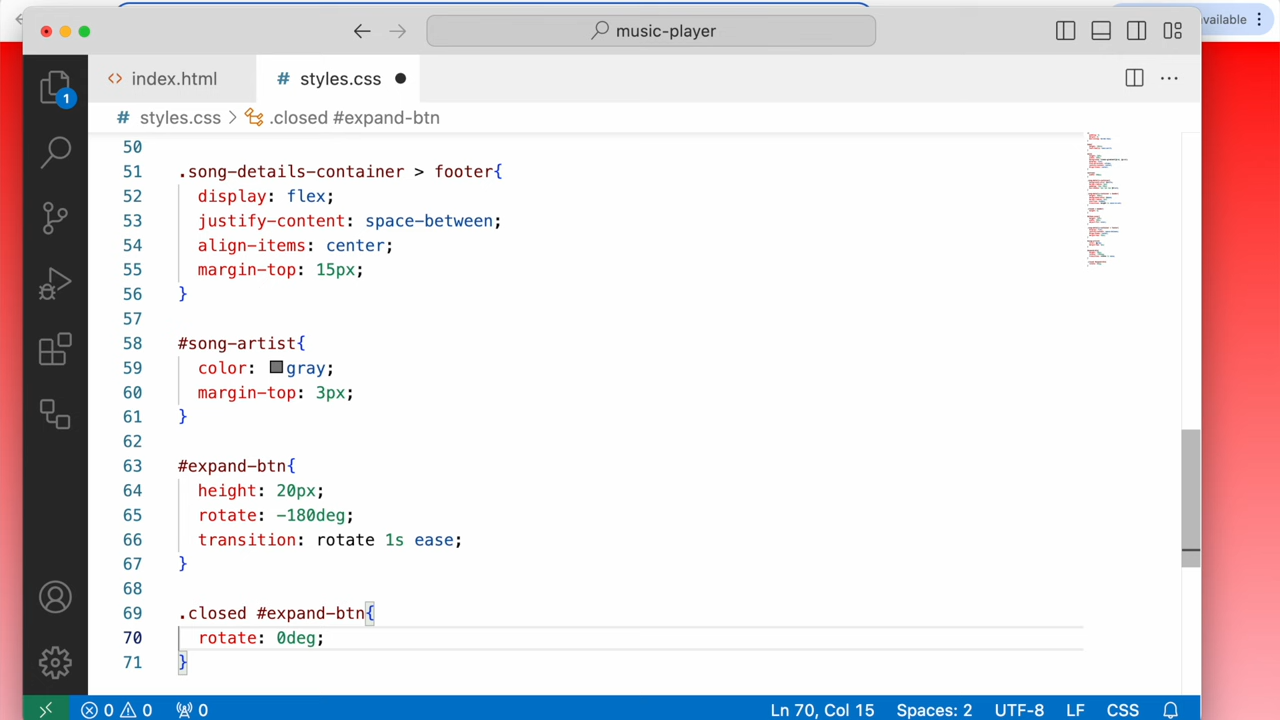 vailable
music-player
index.html
styles.css
styles.css > .closed #expand-btn
1
50
51 .song-details-container > footer{
52 display: flex;
53 justify-content: space-between;
54 align-items: center;
55 margin-top: 15px;
56 }
57
58 #song-artist{
59 color: gray;
60 margin-top: 3px;
61 }
62
63 #expand-btn{
64 height: 20px;
65 rotate: -180deg;
66 transition: rotate 1s ease;
67 }
68
69 .closed #expand-btn{
70 rotate: 0deg;
71 }
0 0 0 Ln 70, Col 15 Spaces: 2 UTF-8 LF CSS